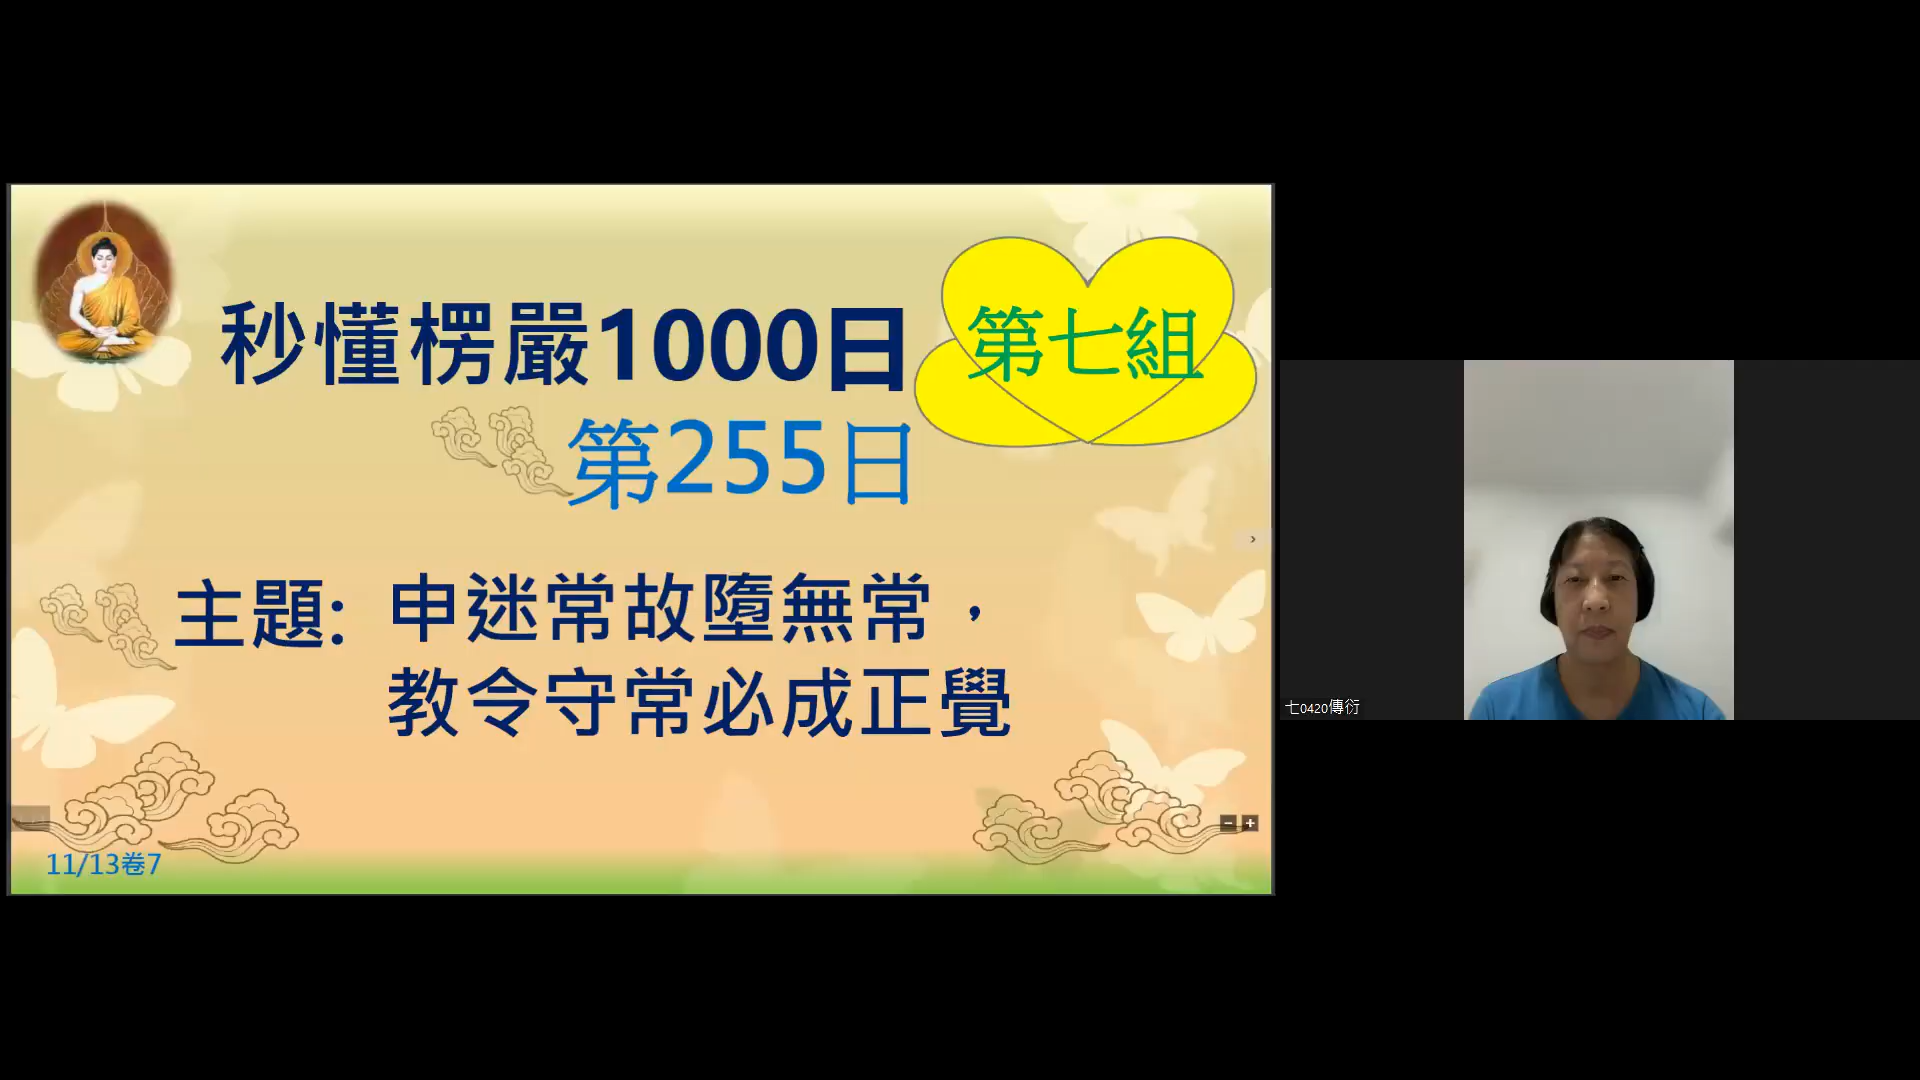 秒懂楞嚴1000日
第七組
第255日
主題: 申迷常故墮無常，
教令守常必成正覺
11/13卷7
七0420傳衍